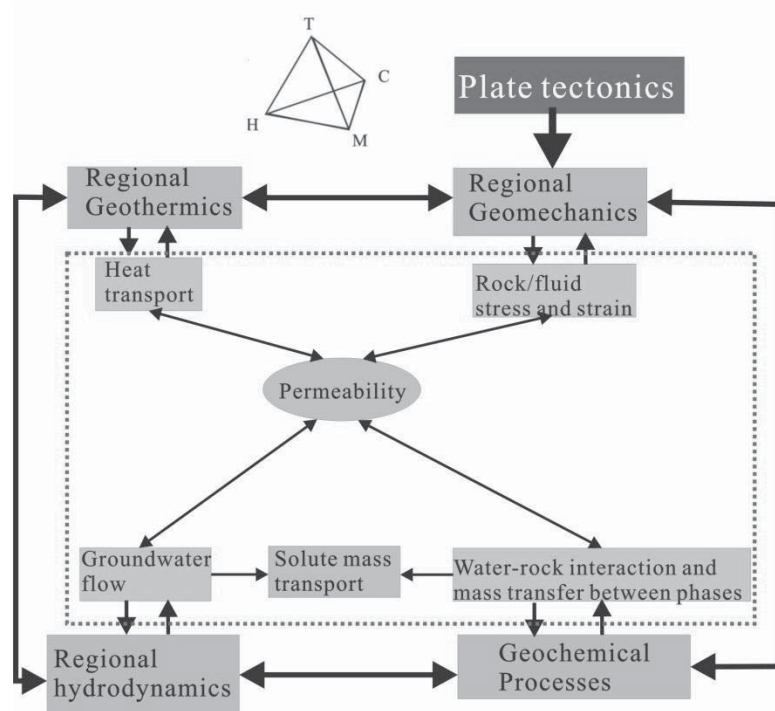 T
C
H
M
Plate tectonics
Regional
Geothermics
Regional
Geomechanics
Heat
transport
Rock/fluid
stress and strain
Permeability
Groundwater
flow
Solute mass
transport
Water-rock interaction and
mass transfer between phases
Regional
hydrodynamics
Geochemical
Processes